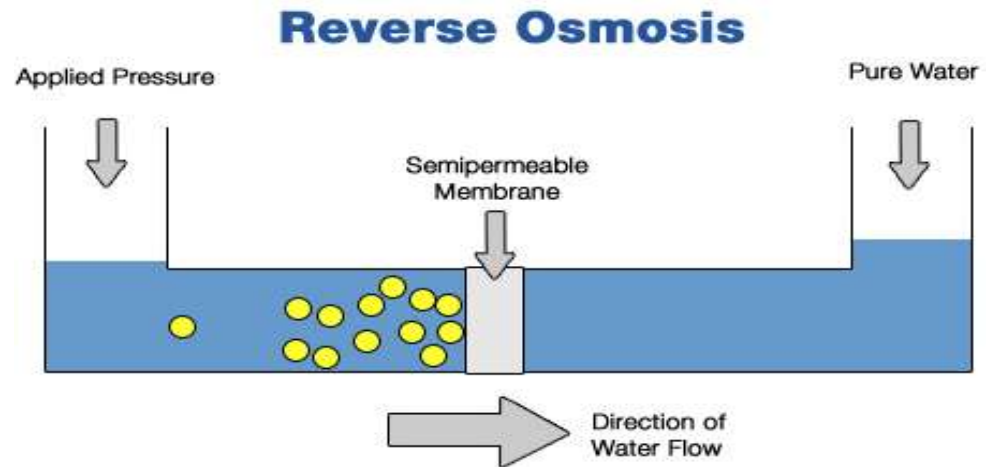 Reverse Osmosis
Applied Pressure
Pure Water
Semipermeable
Membrane
Direction of
Water Flow